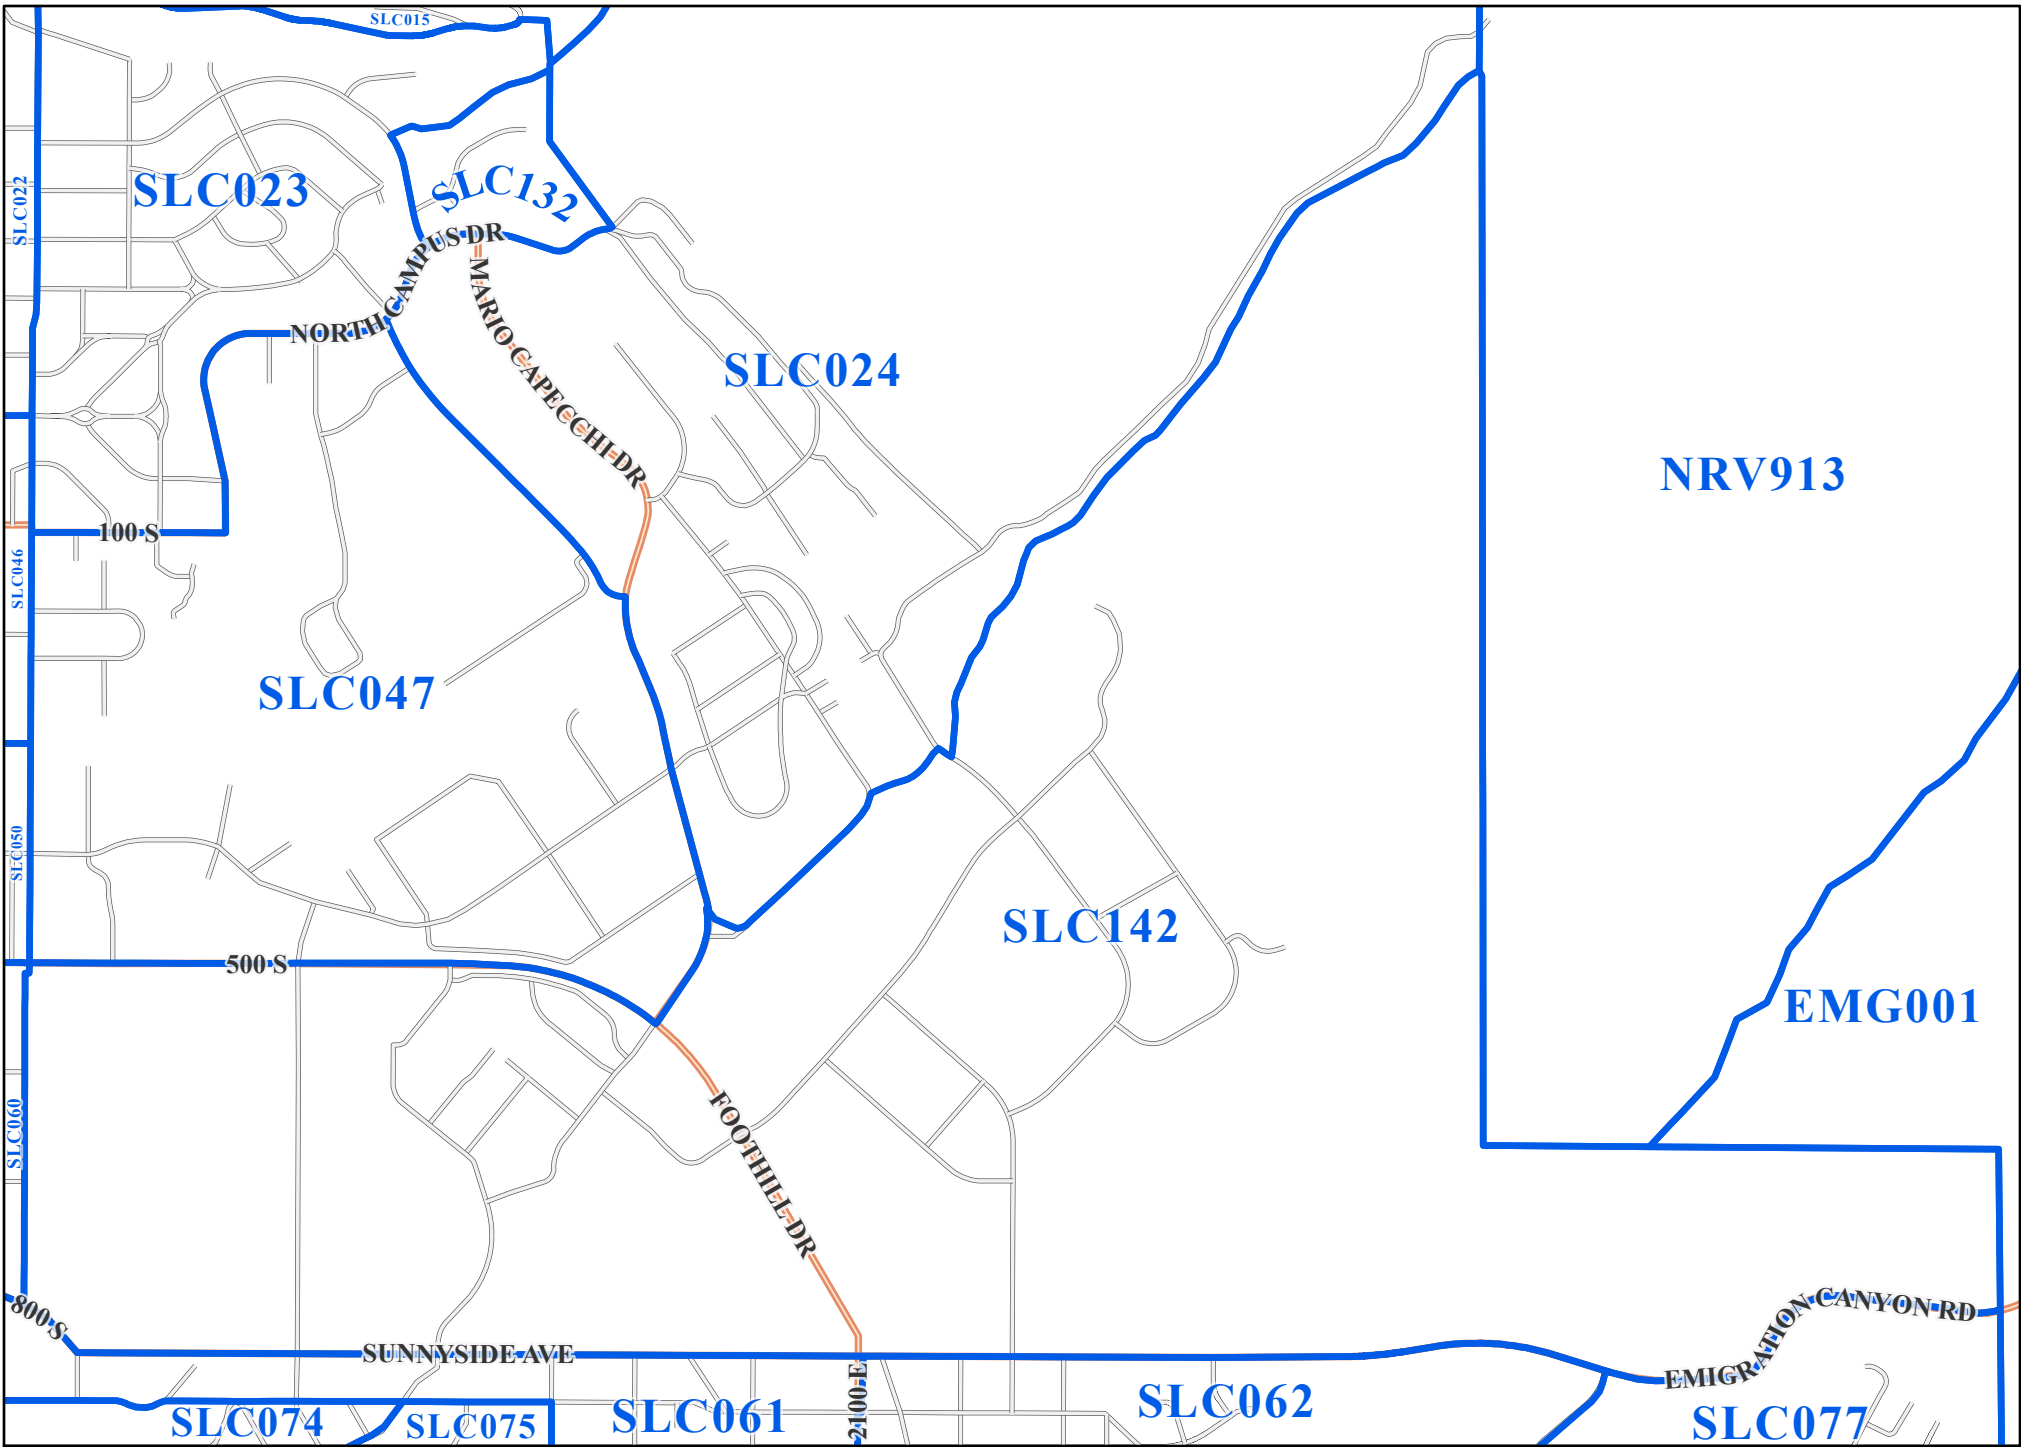 SLC015
SLC022
SLC023
SLC132
NORTH CAMPUS DR
MARIO CAPECCHI DR
SLC024
NRV913
100 S
SLC046
SLC047
SLC050
SLC142
500 S
EMG001
SLC060
FOOTHILL DR
800 S
SUNNYSIDE AVE
EMIGRATION CANYON RD
2100 E
SLC074
SLC075
SLC061
SLC062
SLC077